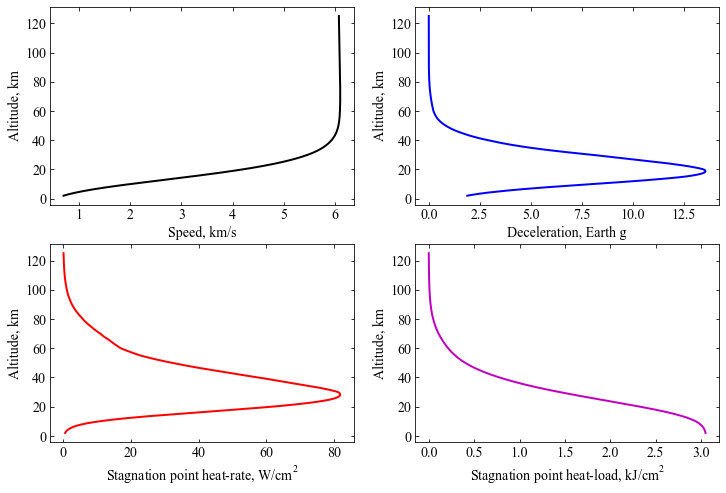 120
100
80
60
40
20
0
Altitude, km
1 2 3 4 5 6
Speed, km/s
120
100
80
60
40
20
0
Altitude, km
0.0 2.5 5.0 7.5 10.0 12.5
Deceleration, Earth g
120
100
80
60
40
20
0
Altitude, km
0 20 40 60 80
Stagnation point heat-rate, W/cm²
120
100
80
60
40
20
0
Altitude, km
0.0 0.5 1.0 1.5 2.0 2.5 3.0
Stagnation point heat-load, kJ/cm²